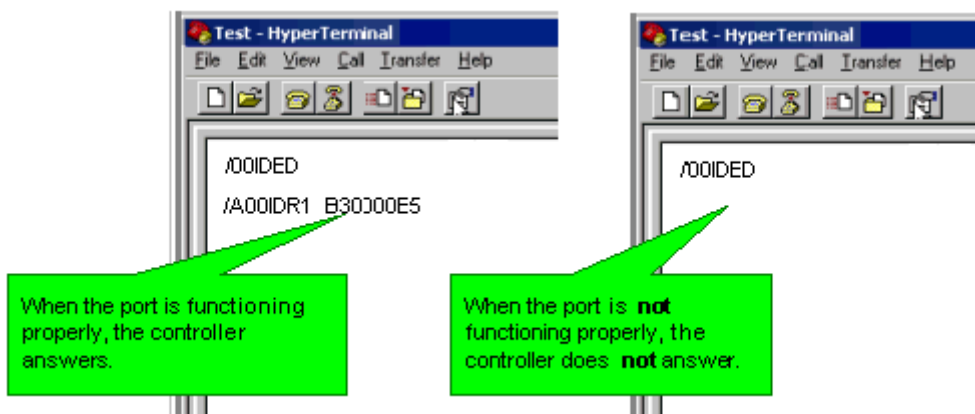 Test - HyperTerminal
File Edit View Call Transfer Help
/00IDED
/A00IDR1 B30000E5
When the port is functioning
properly, the controller
answers.
Test - HyperTerminal
File Edit View Call Transfer Help
/00IDED
When the port is not
functioning properly, the
controller does not answer.